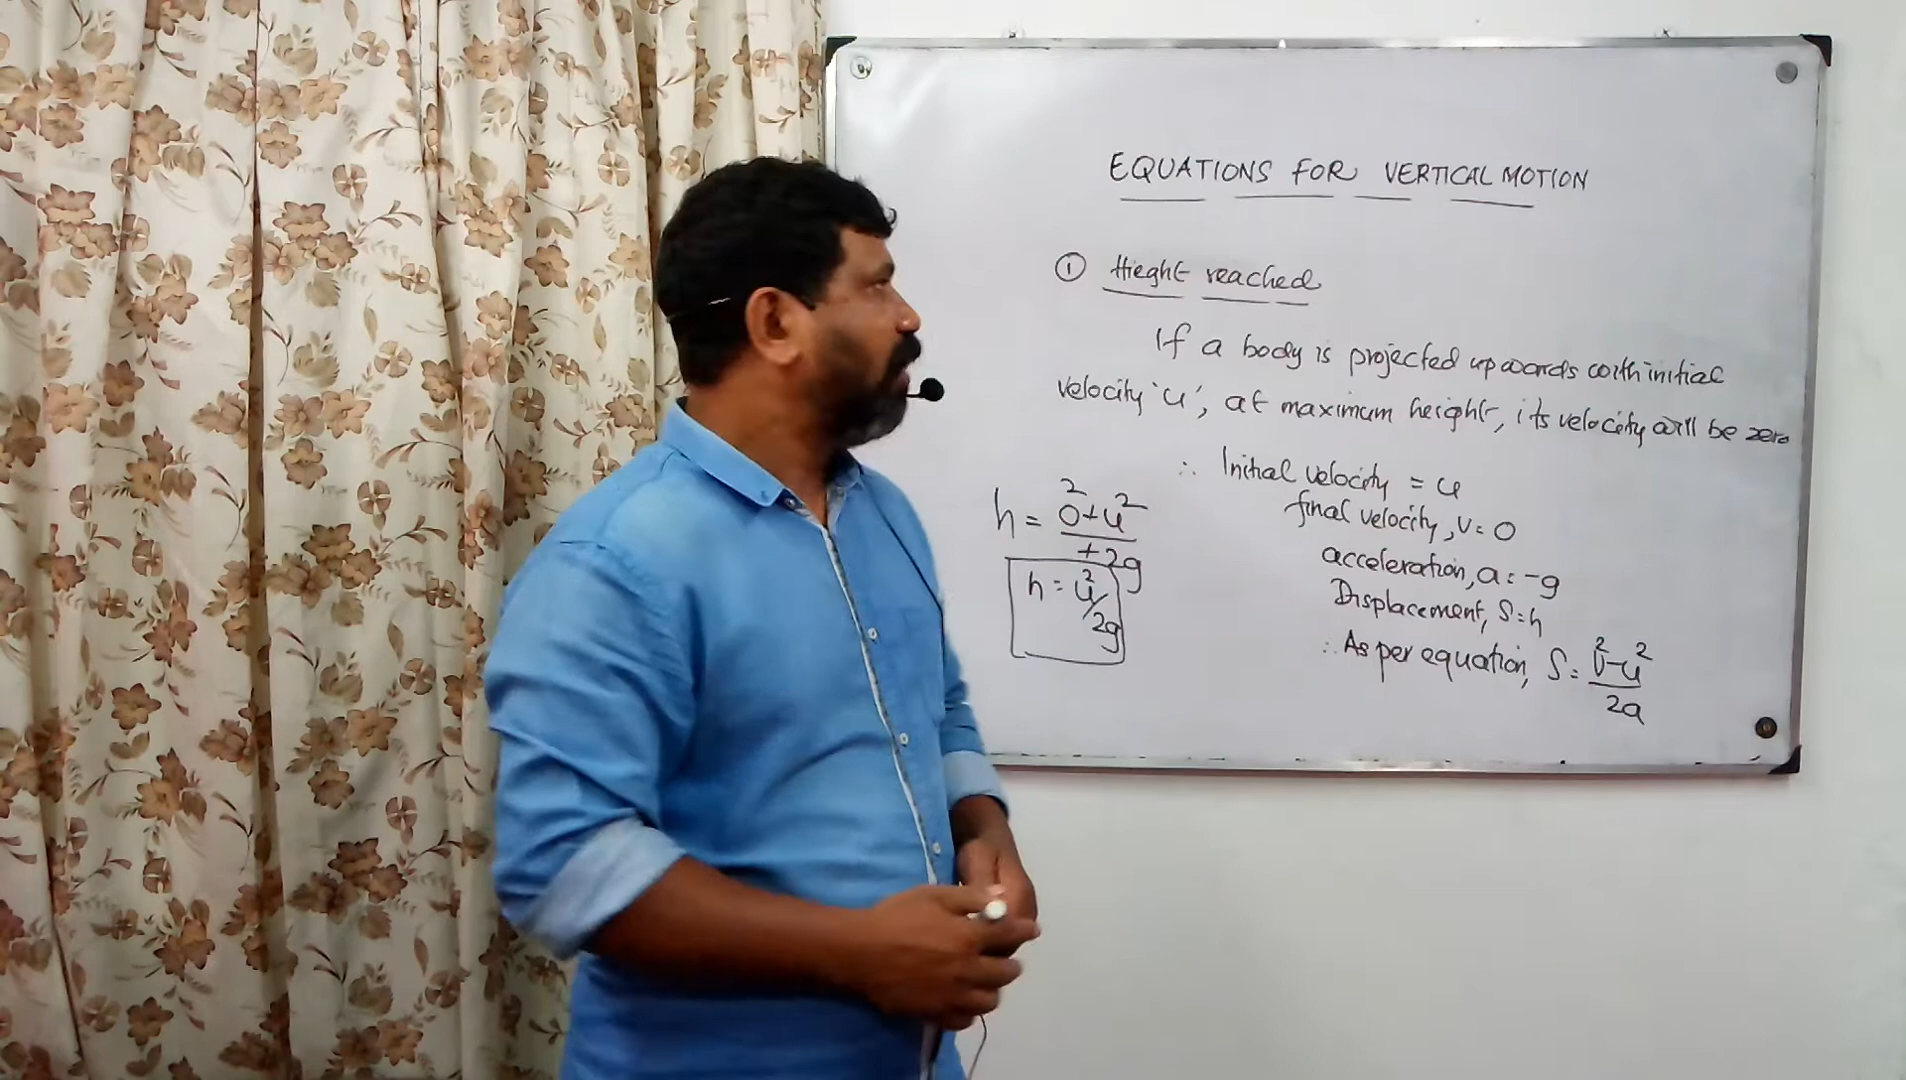 EQUATIONS FOR VERTICAL MOTION
① Hieght reached
If a body is projected upwards with initial
velocity 'u', at maximum height, its velocity will be zero
∴ Initial velocity = u
final velocity, v = 0
acceleration, a = -g
Displacement, S = h
∴ As per equation, S = v² - u² / 2a
h = 0² + u² / +2g
h = u²/2g